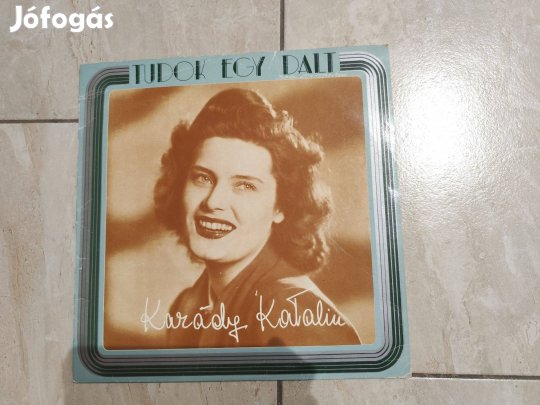 Jófogás
TUDOK EGY DALT
Karády Katalin